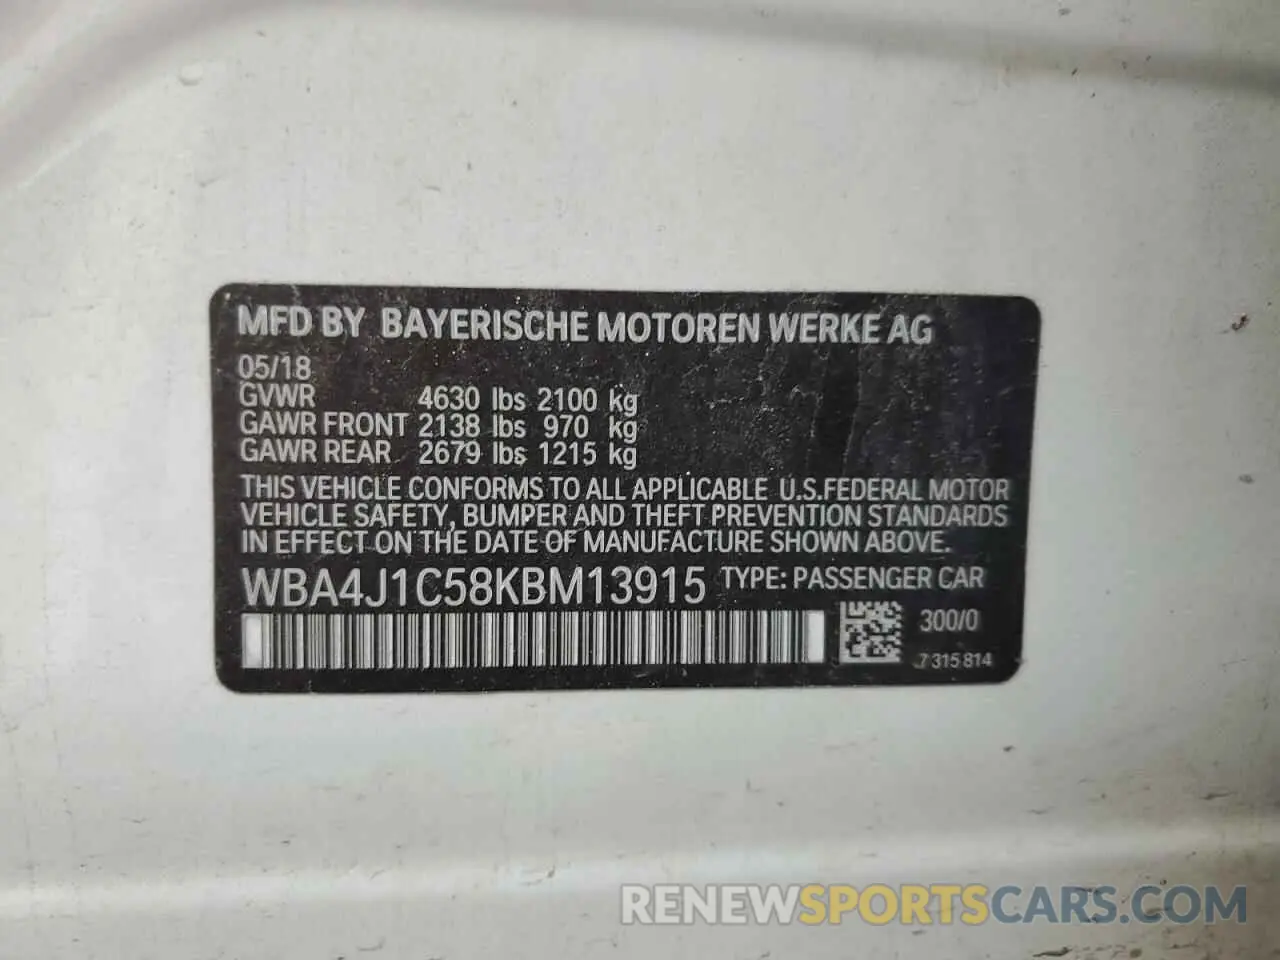 MFD BY BAYERISCHE MOTOREN WERKE AG
05/18
GVWR 4630 lbs 2100 kg
GAWR FRONT 2138 lbs 970 kg
GAWR REAR 2679 lbs 1215 kg
THIS VEHICLE CONFORMS TO ALL APPLICABLE U.S.FEDERAL MOTOR
VEHICLE SAFETY, BUMPER AND THEFT PREVENTION STANDARDS
IN EFFECT ON THE DATE OF MANUFACTURE SHOWN ABOVE.
WBA4J1C58KBM13915 TYPE: PASSENGER CAR
300/0
7 315 814
RENEWSPORTSCARS.COM